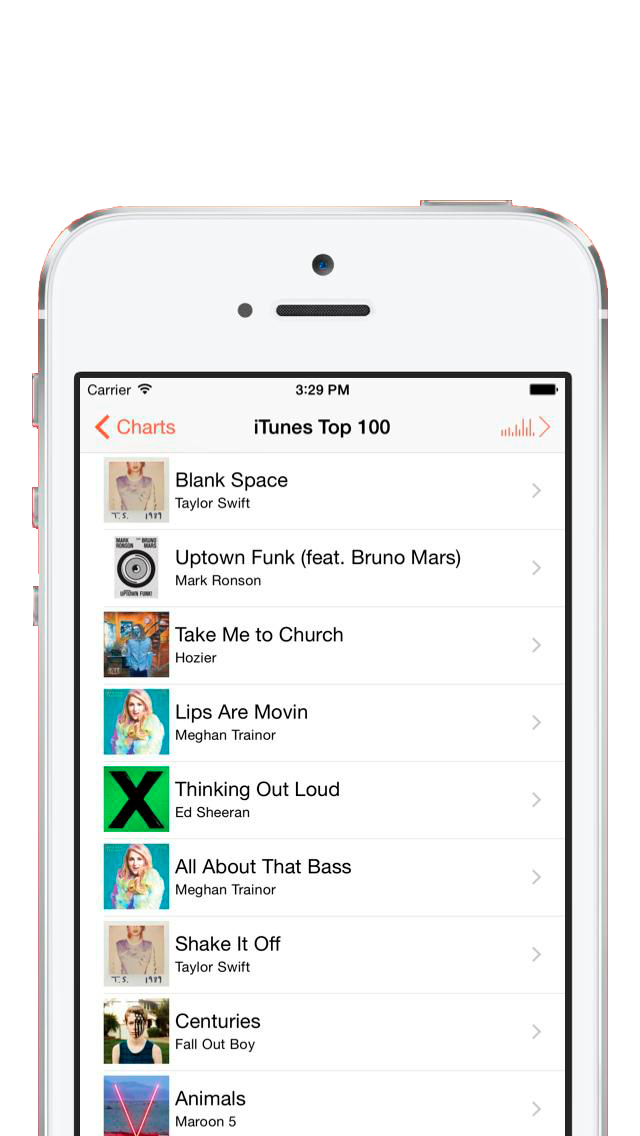 Carrier 3:29 PM
Charts iTunes Top 100
Blank Space
Taylor Swift
T.S. 1989
Uptown Funk (feat. Bruno Mars)
Mark Ronson
MARK RONSON BRUNO MARS
UPTOWN FUNK!
Take Me to Church
Hozier
Lips Are Movin
Meghan Trainor
Thinking Out Loud
Ed Sheeran
X
All About That Bass
Meghan Trainor
Shake It Off
Taylor Swift
T.S. 1989
Centuries
Fall Out Boy
Animals
Maroon 5
V